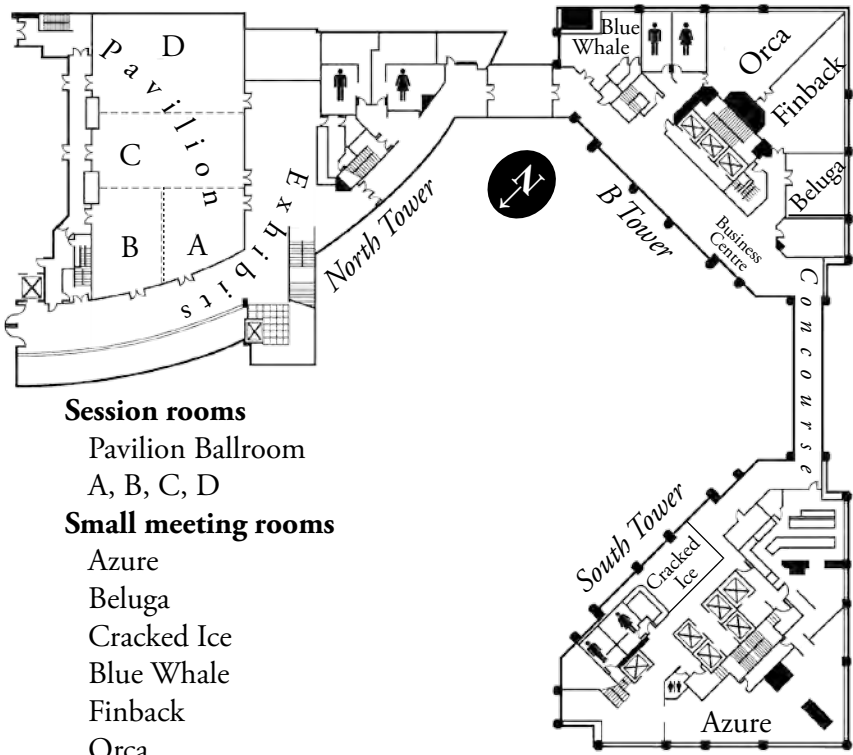 Pavilion
D
C
B
A
Exhibits
North Tower
N
Blue
Whale
Orca
Finback
Beluga
B Tower
Business
Centre
Concourse
South Tower
Cracked
Ice
Azure
Session rooms
Pavilion Ballroom
A, B, C, D
Small meeting rooms
Azure
Beluga
Cracked Ice
Blue Whale
Finback
Orca